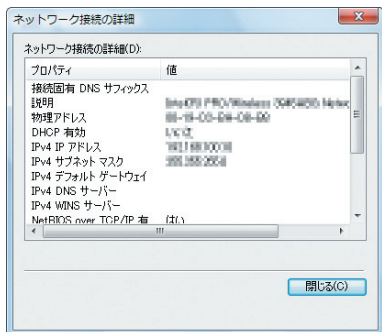 ネットワーク接続の詳細
ネットワーク接続の詳細(D):
プロパティ 値
接続固有 DNS サフィックス
説明
物理アドレス
DHCP 有効 いいえ
IPv4 IP アドレス
IPv4 サブネット マスク
IPv4 デフォルト ゲートウェイ
IPv4 DNS サーバー
IPv4 WINS サーバー
NetBIOS over TCP/IP 有 はい
閉じる(C)